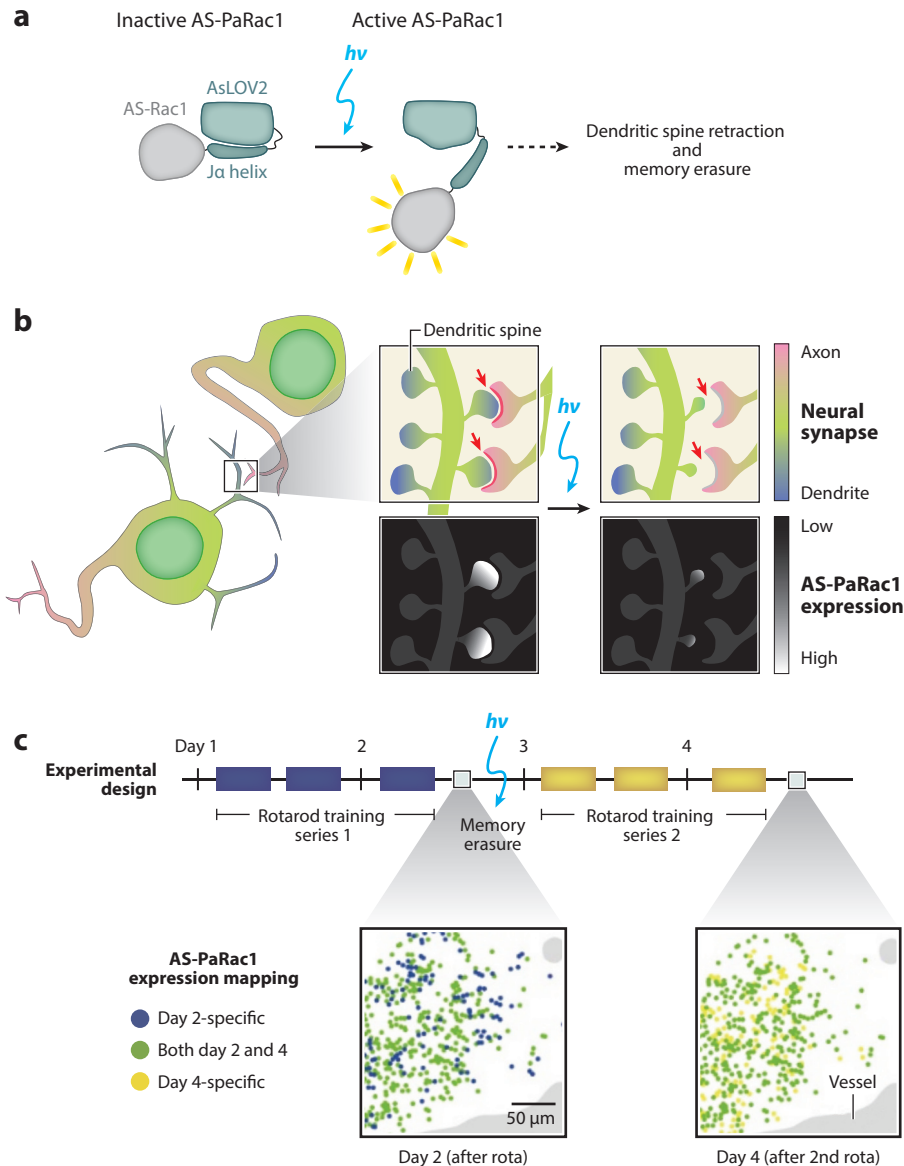 a
Inactive AS-PaRac1
Active AS-PaRac1
hν
AsLOV2
AS-Rac1
Jα helix
Dendritic spine retraction
and
memory erasure
b
Dendritic spine
hν
Axon
Neural
synapse
Dendrite
Low
AS-PaRac1
expression
High
c
Experimental
design
Day 1
2
hν
3
4
Rotarod training
series 1
Memory
erasure
Rotarod training
series 2
AS-PaRac1
expression mapping
Day 2-specific
Both day 2 and 4
Day 4-specific
50 μm
Vessel
Day 2 (after rota)
Day 4 (after 2nd rota)